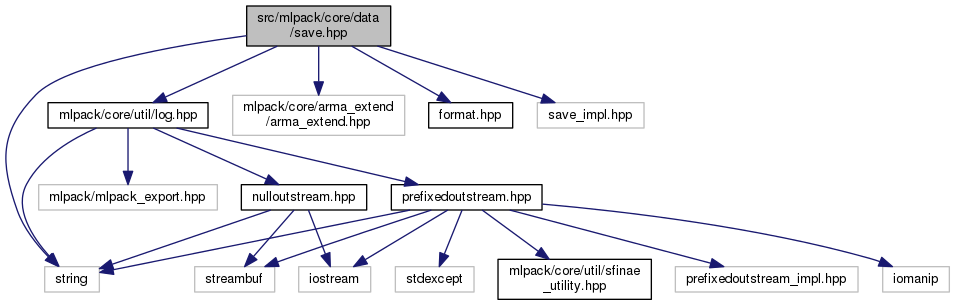 src/mlpack/core/data
/save.hpp
mlpack/core/util/log.hpp
mlpack/core/arma_extend
/arma_extend.hpp
format.hpp
save_impl.hpp
mlpack/mlpack_export.hpp
nulloutstream.hpp
prefixedoutstream.hpp
string
streambuf
iostream
stdexcept
mlpack/core/util/sfinae
_utility.hpp
prefixedoutstream_impl.hpp
iomanip